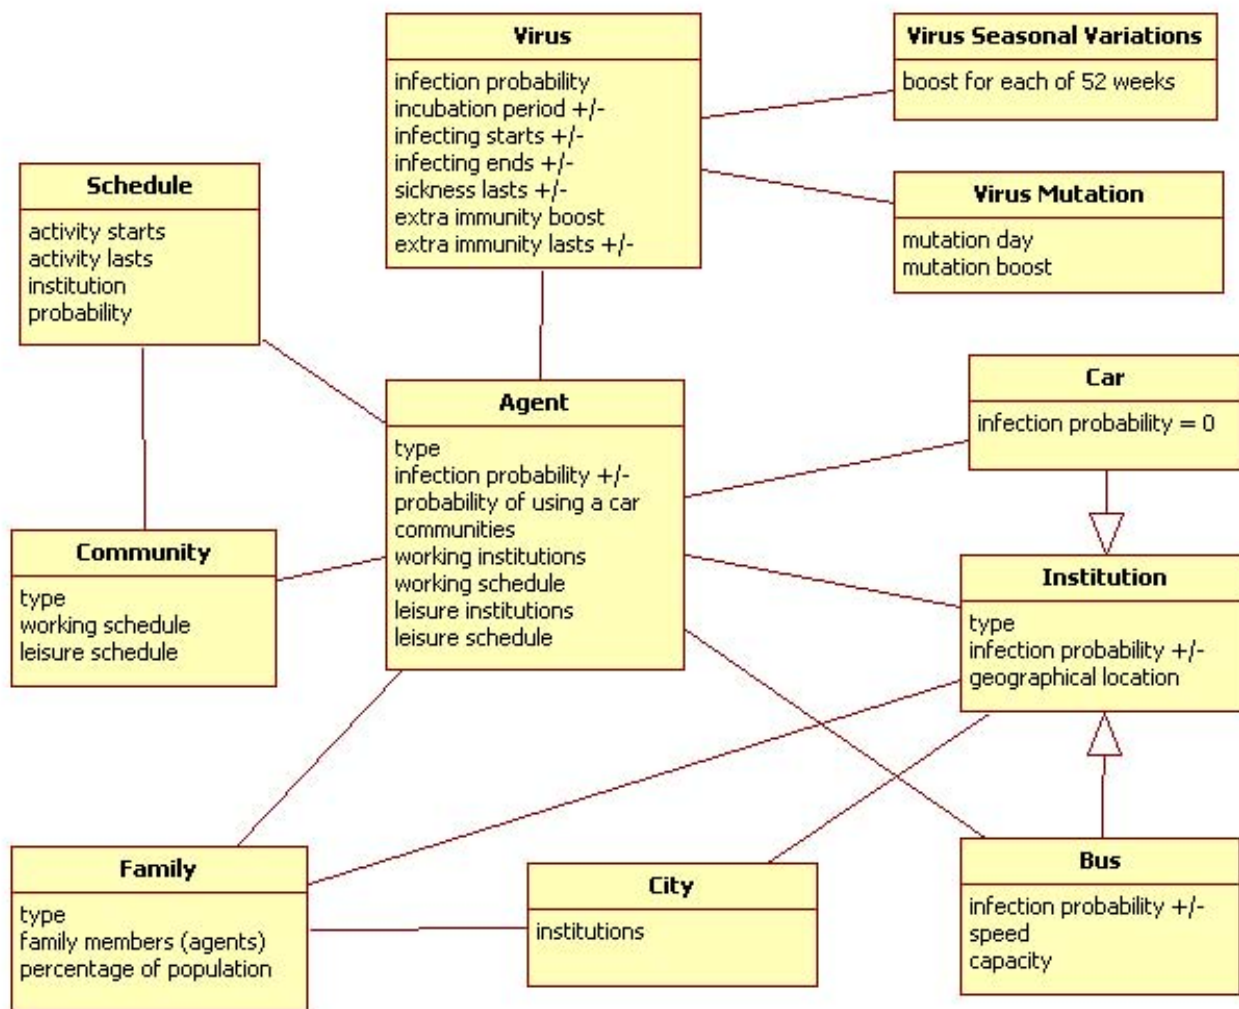 Virus
infection probability
incubation period +/-
infecting starts +/-
infecting ends +/-
sickness lasts +/-
extra immunity boost
extra immunity lasts +/-
Virus Seasonal Variations
boost for each of 52 weeks
Schedule
activity starts
activity lasts
institution
probability
Virus Mutation
mutation day
mutation boost
Agent
type
infection probability +/-
probability of using a car
communities
working institutions
working schedule
leisure institutions
leisure schedule
Car
infection probability = 0
Community
type
working schedule
leisure schedule
Institution
type
infection probability +/-
geographical location
Family
type
family members (agents)
percentage of population
City
institutions
Bus
infection probability +/-
speed
capacity